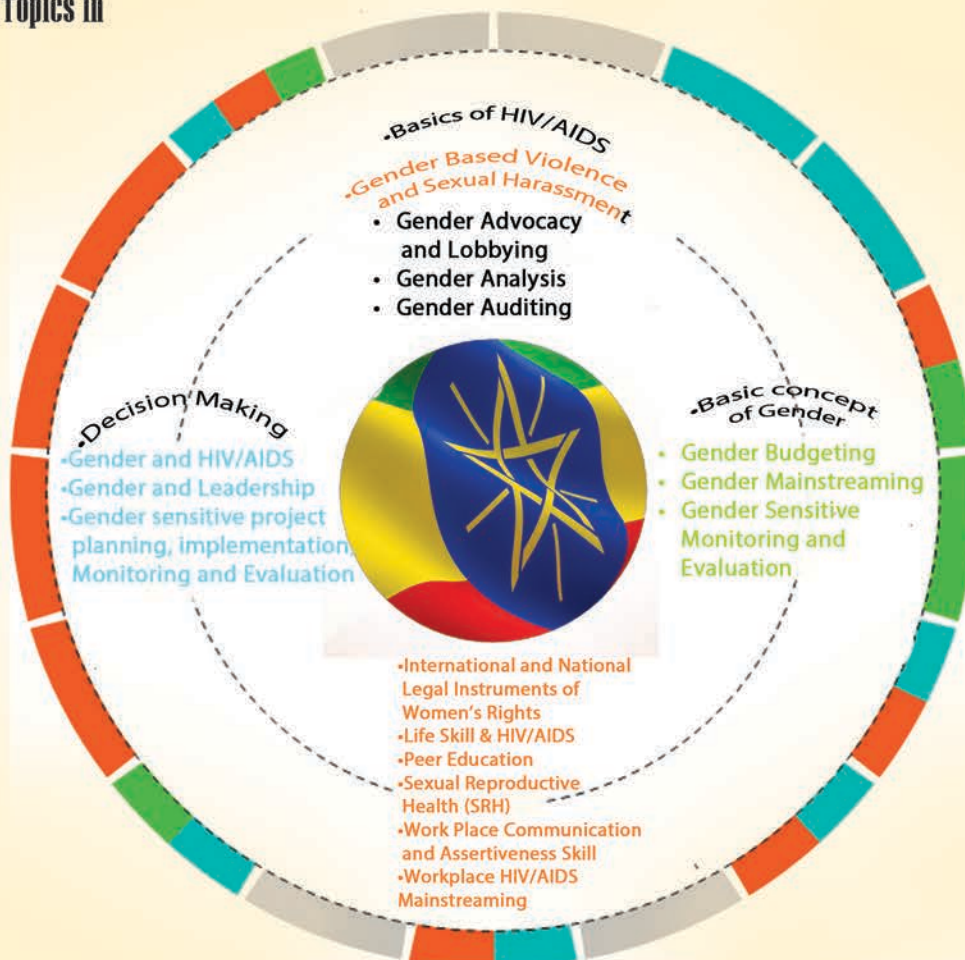 Topics in
•Basics of HIV/AIDS
•Gender Based Violence
and Sexual Harassment
• Gender Advocacy
and Lobbying
• Gender Analysis
• Gender Auditing
•Decision Making
•Gender and HIV/AIDS
•Gender and Leadership
•Gender sensitive project
planning, implementation,
Monitoring and Evaluation
•Basic concept
of Gender
• Gender Budgeting
• Gender Mainstreaming
• Gender Sensitive
Monitoring and
Evaluation
•International and National
Legal Instruments of
Women's Rights
•Life Skill & HIV/AIDS
•Peer Education
•Sexual Reproductive
Health (SRH)
•Work Place Communication
and Assertiveness Skill
•Workplace HIV/AIDS
Mainstreaming